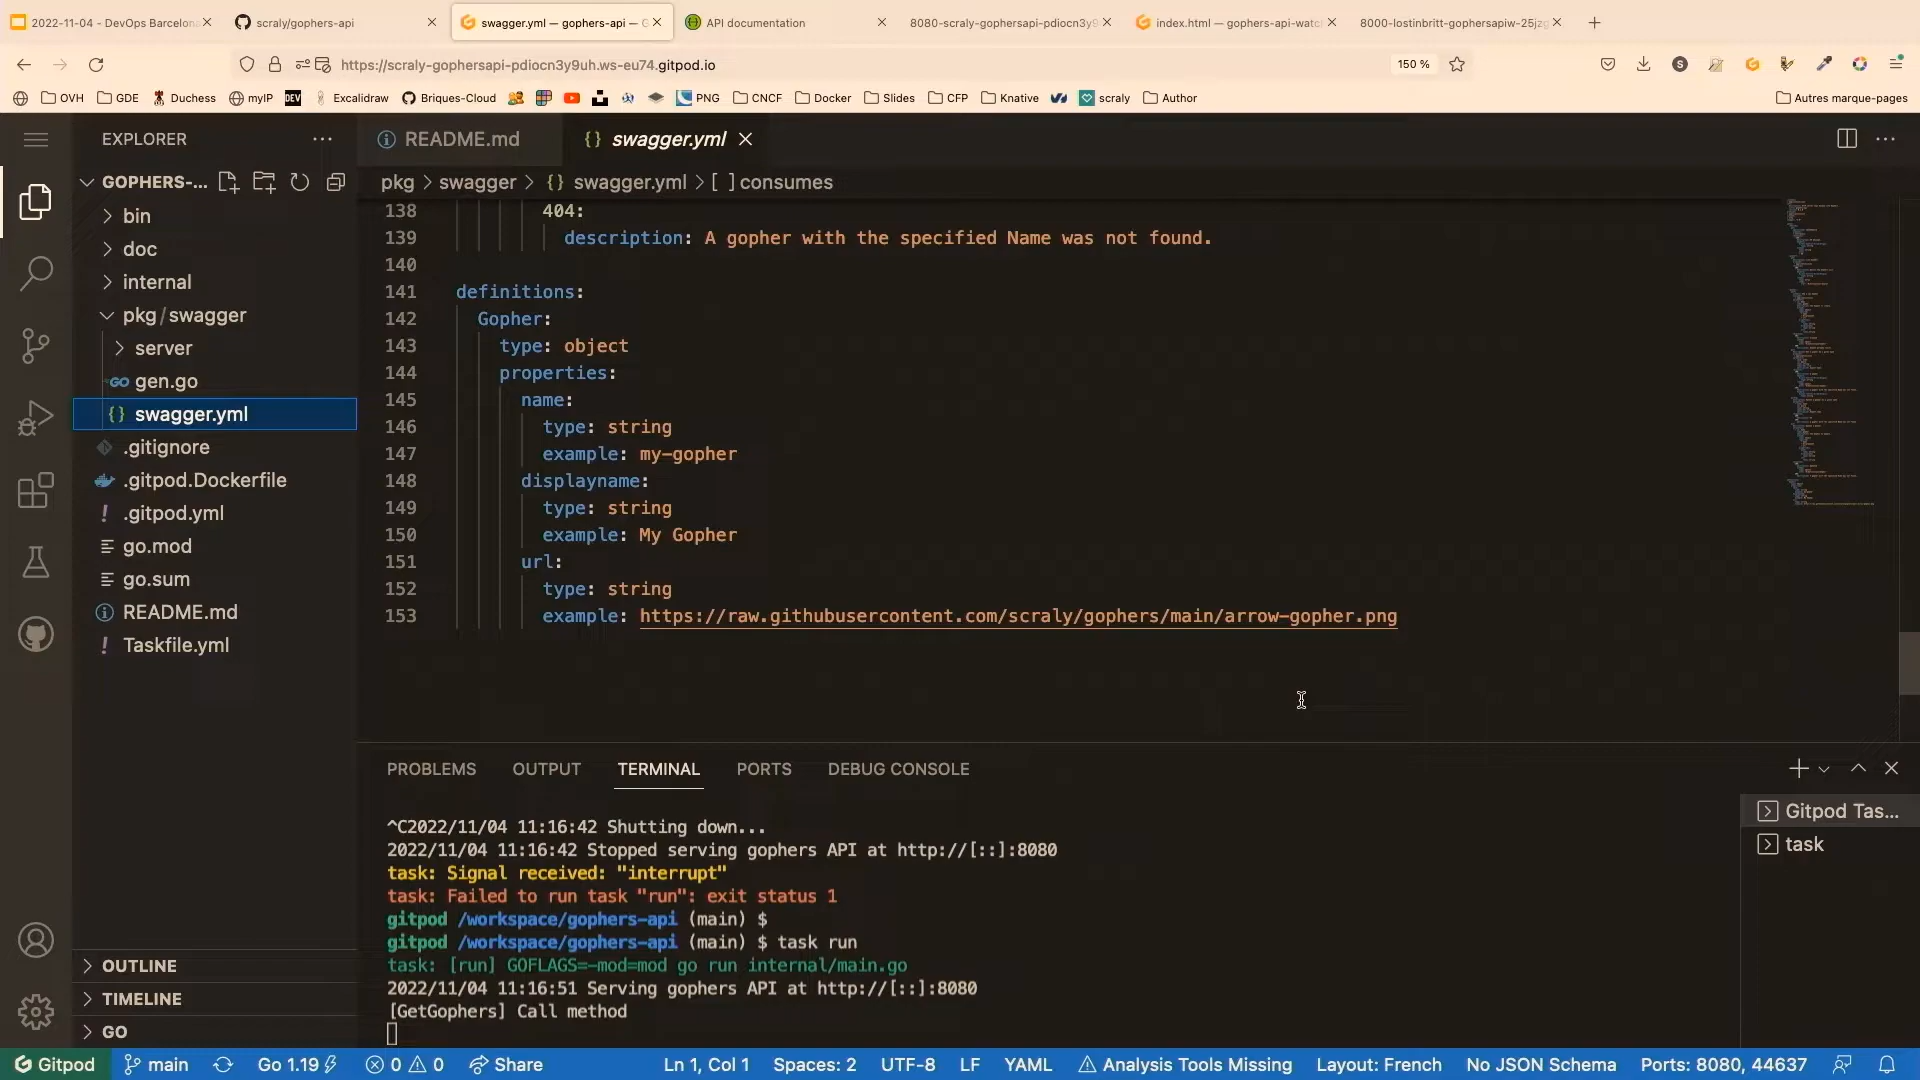 2022-11-04 - DevOps Barcelon
scraly/gophers-api
swagger.yml — gophers-api — G
API documentation
8080-scraly-gophersapi-pdiocn3y9
index.html — gophers-api-watc
8000-lostinbritt-gophersapiw-25jzg
https://scraly-gophersapi-pdiocn3y9uh.ws-eu74.gitpod.io
150 %
OVH
GDE
Duchess
myIP
DEV
Excalidraw
Briques-Cloud
PNG
CNCF
Docker
Slides
CFP
Knative
scraly
Author
Autres marque-pages
EXPLORER
README.md
swagger.yml
GOPHERS-...
pkg > swagger > {} swagger.yml > [ ] consumes
bin
doc
internal
pkg / swagger
server
gen.go
swagger.yml
.gitignore
.gitpod.Dockerfile
.gitpod.yml
go.mod
go.sum
README.md
Taskfile.yml
OUTLINE
TIMELINE
GO
138 404:
139 description: A gopher with the specified Name was not found.
140
141 definitions:
142 Gopher:
143 type: object
144 properties:
145 name:
146 type: string
147 example: my-gopher
148 displayname:
149 type: string
150 example: My Gopher
151 url:
152 type: string
153 example: https://raw.githubusercontent.com/scraly/gophers/main/arrow-gopher.png
PROBLEMS OUTPUT TERMINAL PORTS DEBUG CONSOLE
^C2022/11/04 11:16:42 Shutting down...
2022/11/04 11:16:42 Stopped serving gophers API at http://[::]:8080
task: Signal received: "interrupt"
task: Failed to run task "run": exit status 1
gitpod /workspace/gophers-api (main) $
gitpod /workspace/gophers-api (main) $ task run
task: [run] GOFLAGS=-mod=mod go run internal/main.go
2022/11/04 11:16:51 Serving gophers API at http://[::]:8080
[GetGophers] Call method
Gitpod Tas...
task
Gitpod
main
Go 1.19
0 0
Share
Ln 1, Col 1
Spaces: 2
UTF-8
LF
YAML
Analysis Tools Missing
Layout: French
No JSON Schema
Ports: 8080, 44637